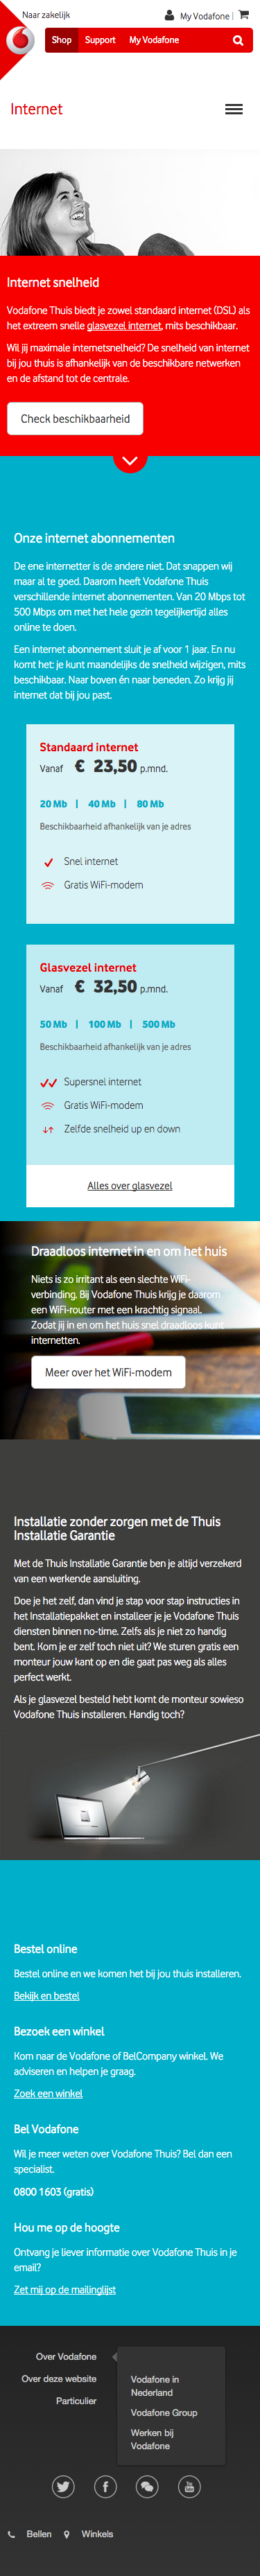 Naar zakelijk
My Vodafone |
Shop Support My Vodafone
Internet
Internet snelheid
Vodafone Thuis biedt je zowel standaard internet (DSL) als
het extreem snelle glasvezel internet, mits beschikbaar.
Wil jij maximale internetsnelheid? De snelheid van internet
bij jou thuis is afhankelijk van de beschikbare netwerken
en de afstand tot de centrale.
Check beschikbaarheid
Onze internet abonnementen
De ene internetter is de andere niet. Dat snappen wij
maar al te goed. Daarom heeft Vodafone Thuis
verschillende internet abonnementen. Van 20 Mbps tot
500 Mbps om met het hele gezin tegelijkertijd alles
online te doen.
Een internet abonnement sluit je af voor 1 jaar. En nu
komt het: je kunt maandelijks de snelheid wijzigen, mits
beschikbaar. Naar boven én naar beneden. Zo krijg jij
internet dat bij jou past.
Standaard internet
Vanaf € 23,50 p.mnd.
20 Mb | 40 Mb | 80 Mb
Beschikbaarheid afhankelijk van je adres
Snel internet
Gratis WiFi-modem
Glasvezel internet
Vanaf € 32,50 p.mnd.
50 Mb | 100 Mb | 500 Mb
Beschikbaarheid afhankelijk van je adres
Supersnel internet
Gratis WiFi-modem
Zelfde snelheid up en down
Alles over glasvezel
Draadloos internet in en om het huis
Niets is zo irritant als een slechte WiFi-
verbinding. Bij Vodafone Thuis krijg je daarom
een WiFi-router met een krachtig signaal.
Zodat jij in en om het huis snel draadloos kunt
internetten.
Meer over het WiFi-modem
Installatie zonder zorgen met de Thuis
Installatie Garantie
Met de Thuis Installatie Garantie ben je altijd verzekerd
van een werkende aansluiting.
Doe je het zelf, dan vind je stap voor stap instructies in
het Installatiepakket en installeer je je Vodafone Thuis
diensten binnen no-time. Zelfs als je niet zo handig
bent. Kom je er zelf toch niet uit? We sturen gratis een
monteur jouw kant op en die gaat pas weg als alles
perfect werkt.
Als je glasvezel besteld hebt komt de monteur sowieso
Vodafone Thuis installeren. Handig toch?
Bestel online
Bestel online en we komen het bij jou thuis installeren.
Bekijk en bestel
Bezoek een winkel
Kom naar de Vodafone of BelCompany winkel. We
adviseren en helpen je graag.
Zoek een winkel
Bel Vodafone
Wil je meer weten over Vodafone Thuis? Bel dan een
specialist.
0800 1603 (gratis)
Hou me op de hoogte
Ontvang je liever informatie over Vodafone Thuis in je
email?
Zet mij op de mailinglijst
Over Vodafone
Over deze website
Particulier
Vodafone in
Nederland
Vodafone Group
Werken bij
Vodafone
You
Tube
Bellen Winkels